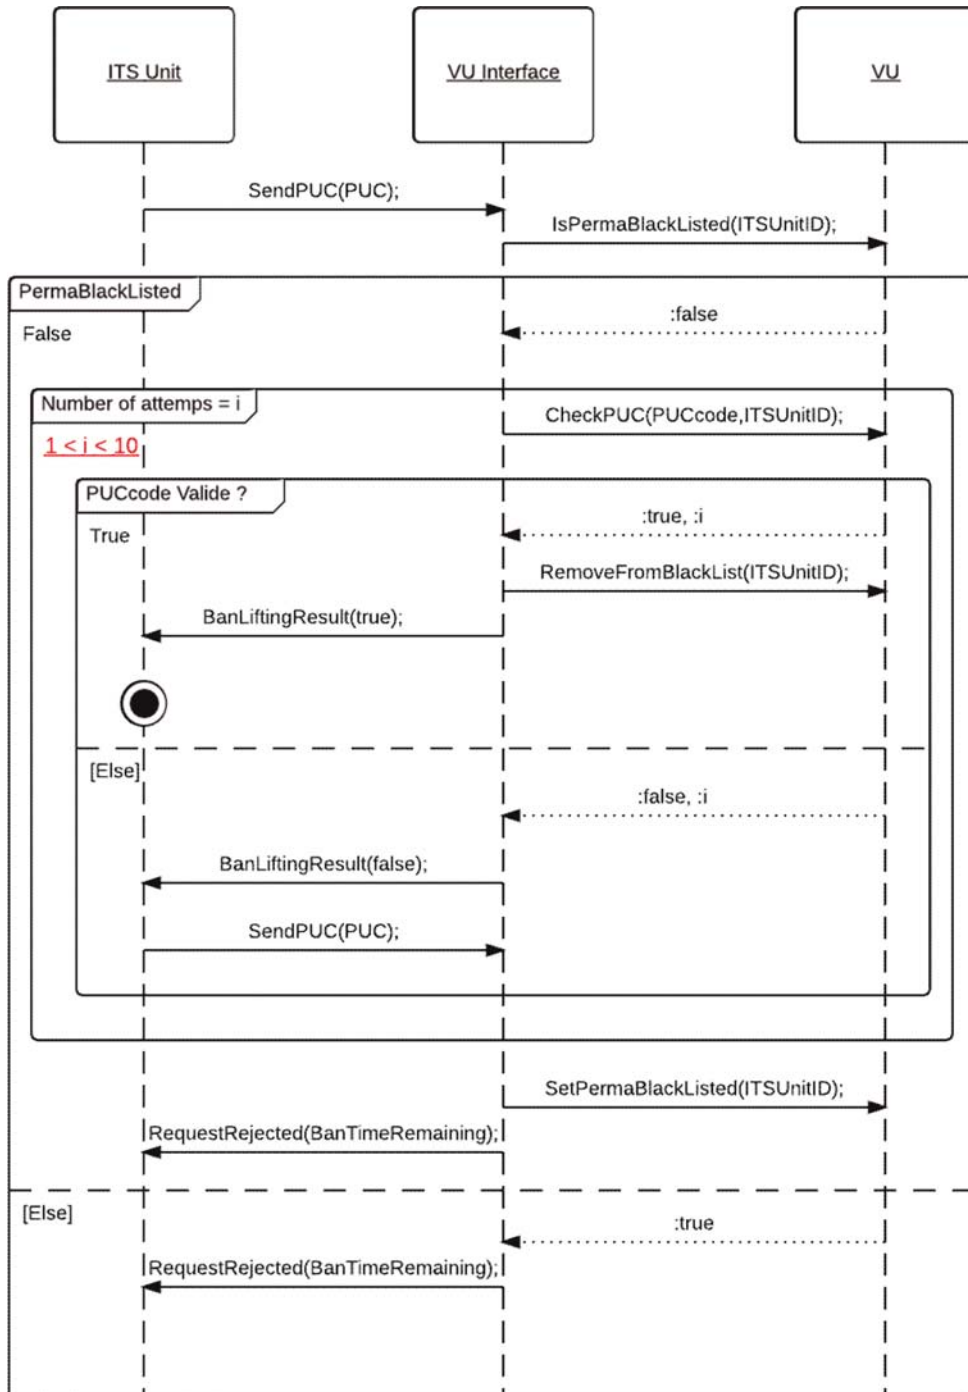 ITS Unit
VU Interface
VU
SendPUC(PUC);
IsPermaBlackListed(ITSUnitID);
PermaBlackListed
:false
False
Number of attemps = i
CheckPUC(PUCcode,ITSUnitID);
1 < i < 10
PUCcode Valide ?
:true, :i
True
RemoveFromBlackList(ITSUnitID);
BanLiftingResult(true);
[Else]
:false, :i
BanLiftingResult(false);
SendPUC(PUC);
SetPermaBlackListed(ITSUnitID);
RequestRejected(BanTimeRemaining);
[Else]
:true
RequestRejected(BanTimeRemaining);